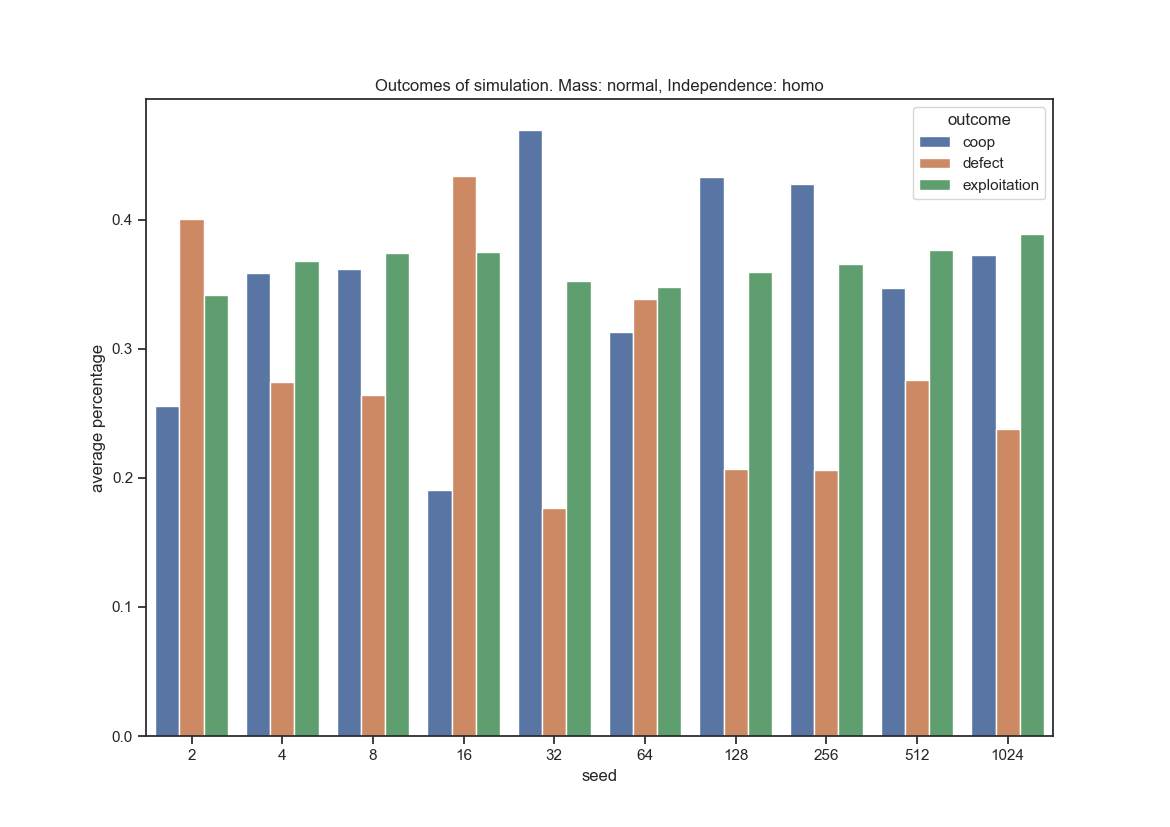 Outcomes of simulation. Mass: normal, Independence: homo
outcome
coop
defect
exploitation
average percentage
0.4
0.3
0.2
0.1
0.0
2 4 8 16 32 64 128 256 512 1024
seed